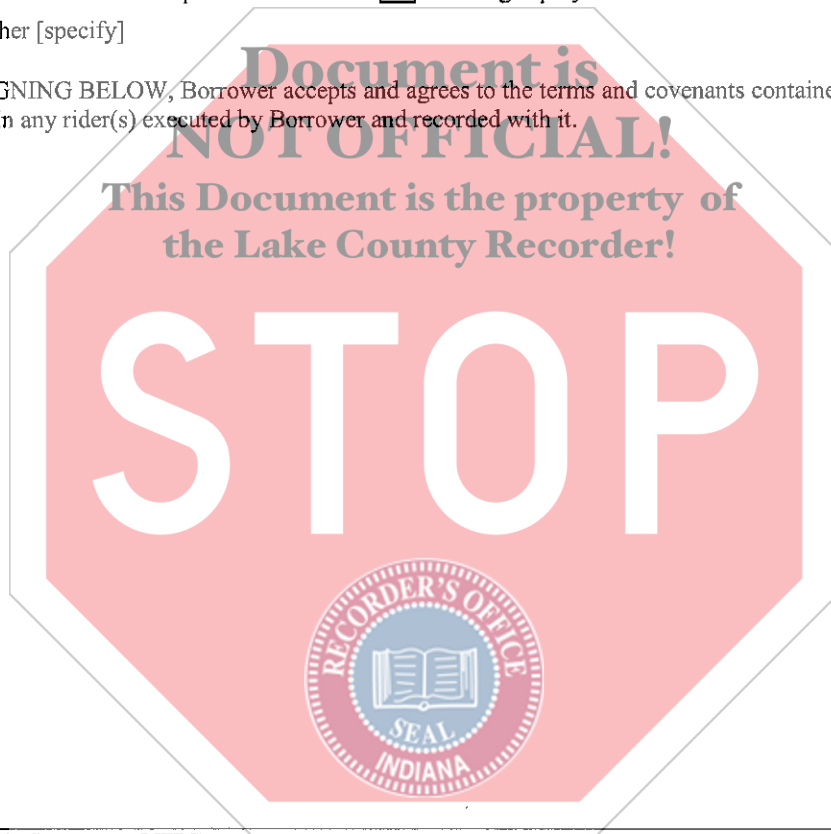 her [specify]
Document is
GNING BELOW, Borrower accepts and agrees to the terms and covenants containe
n any rider(s) executed by Borrower and recorded with it.
NOT OFFICIAL!
This Document is the property of
the Lake County Recorder!
STOP
RECORDER'S OFFICE
SEAL
INDIANA